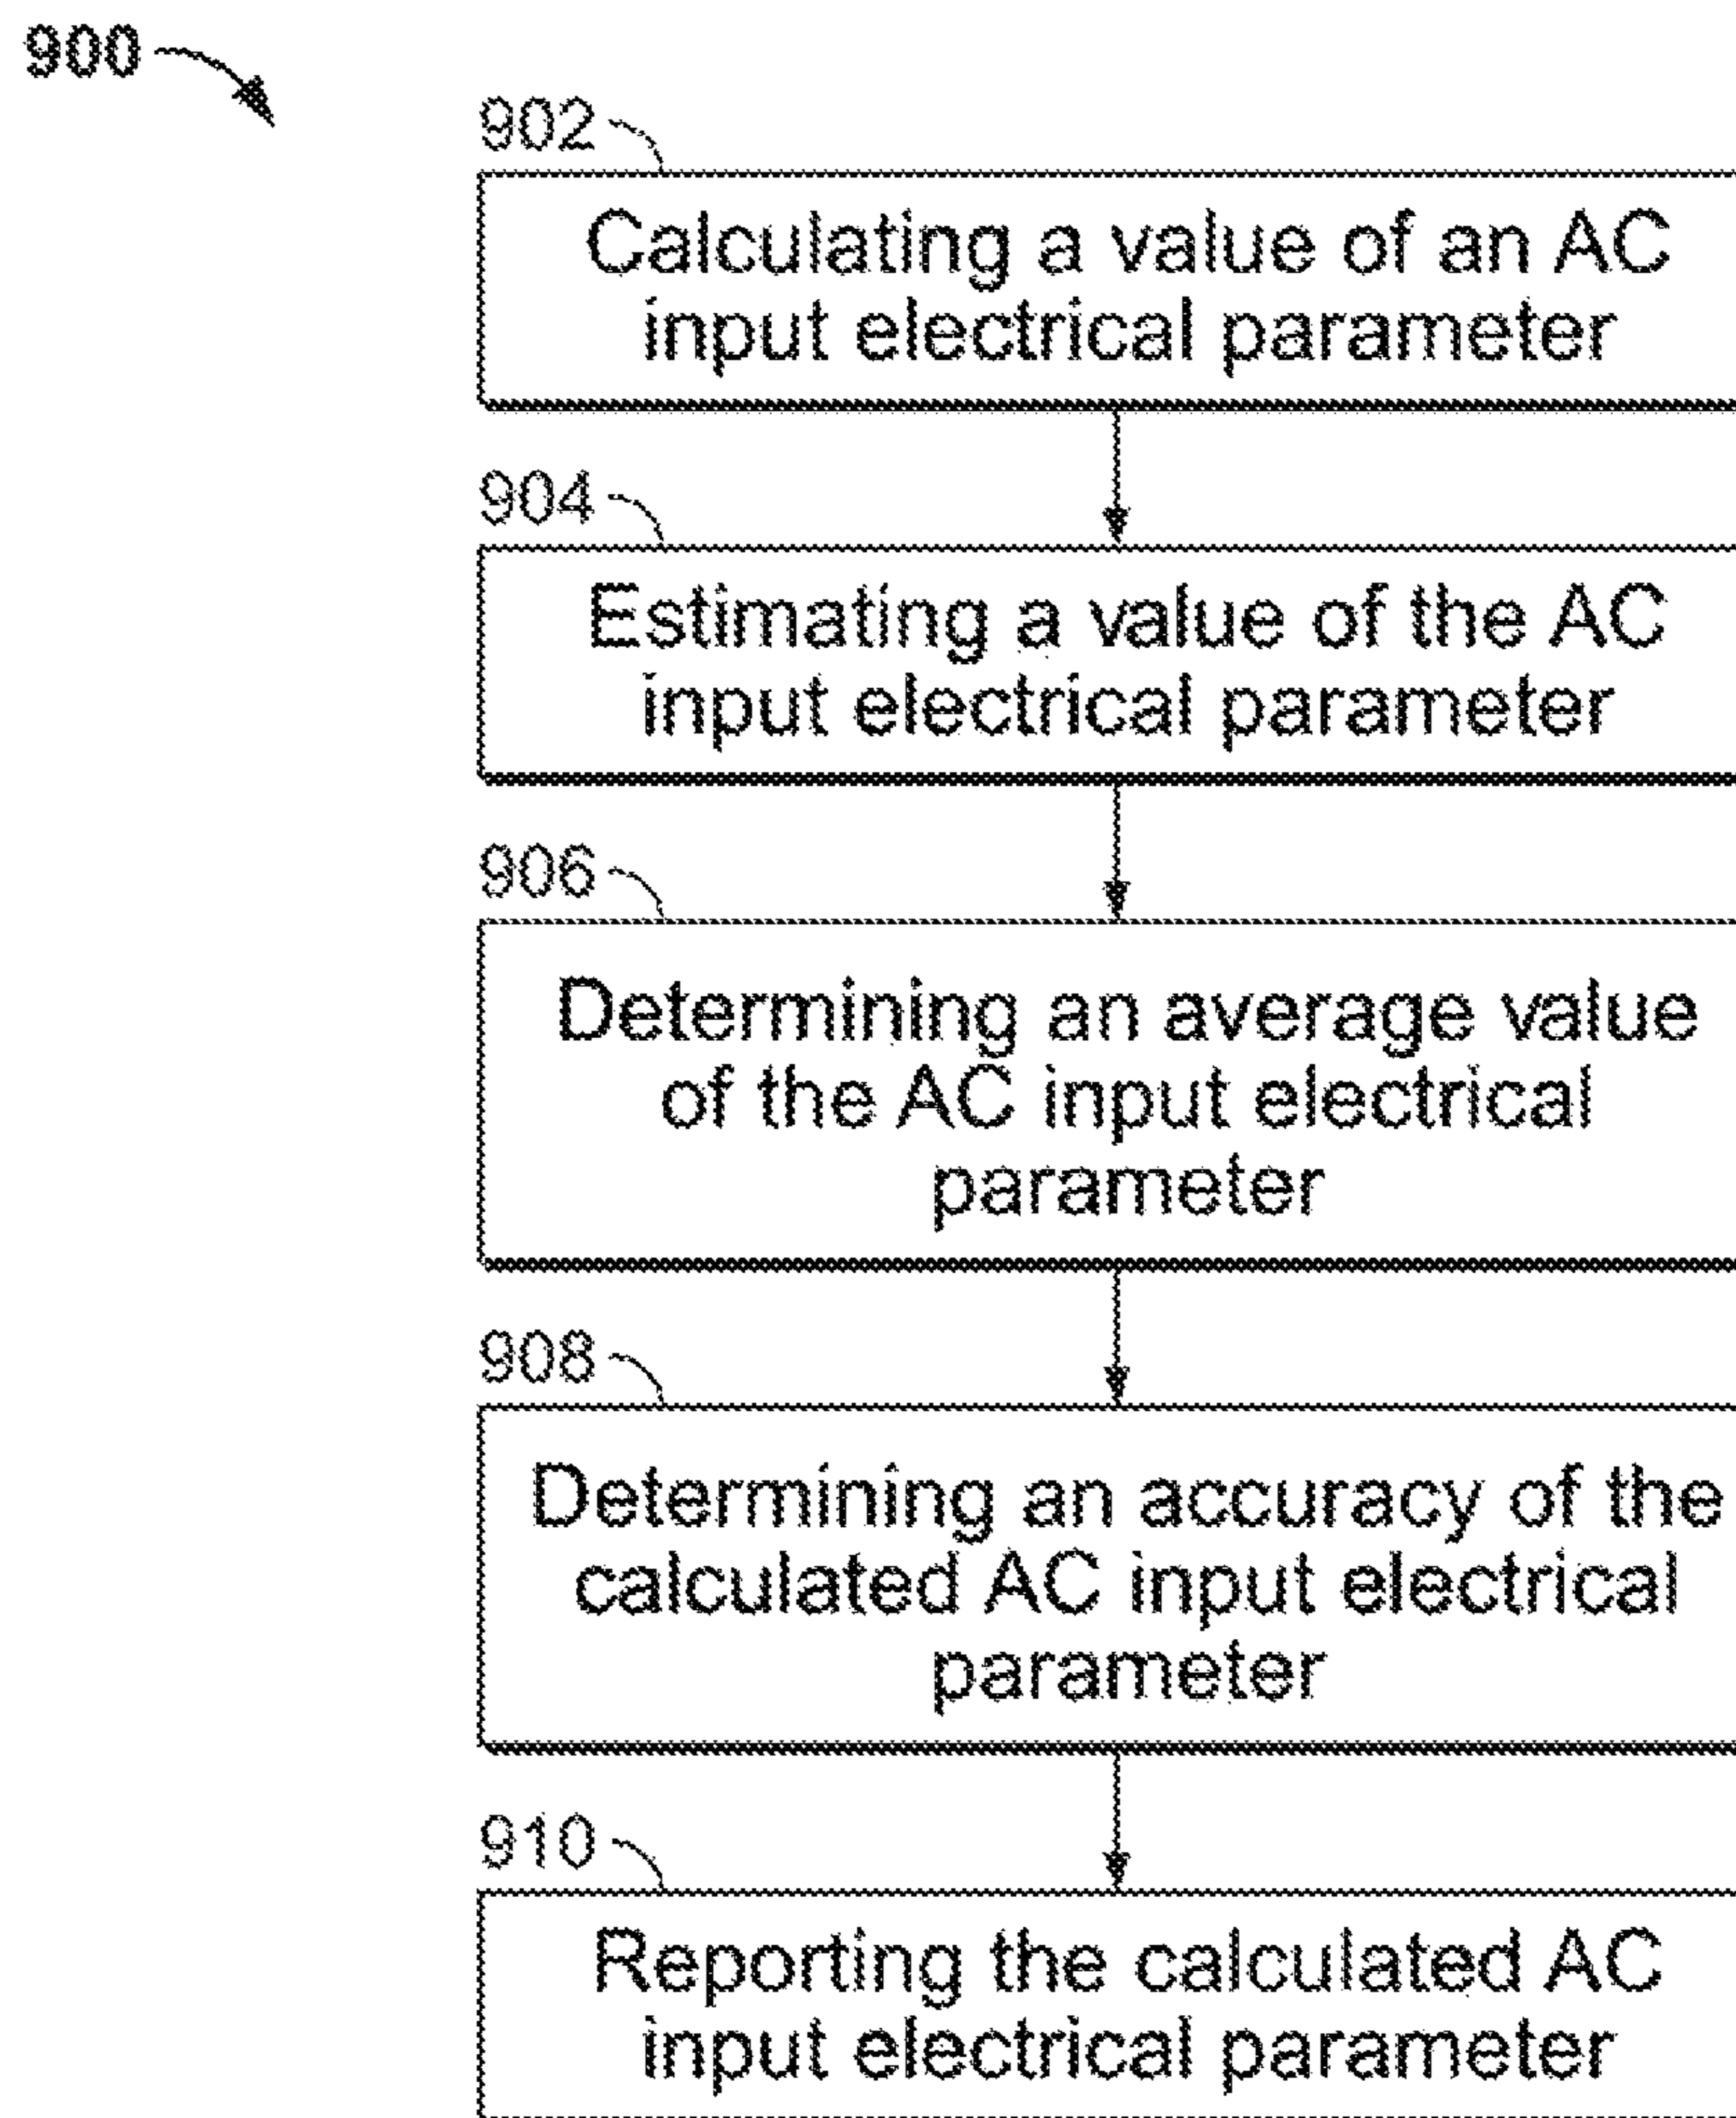 900
902
Calculating a value of an AC
input electrical parameter
904
Estimating a value of the AC
input electrical parameter
906
Determining an average value
of the AC input electrical
parameter
908
Determining an accuracy of the
calculated AC input electrical
parameter
910
Reporting the calculated AC
input electrical parameter